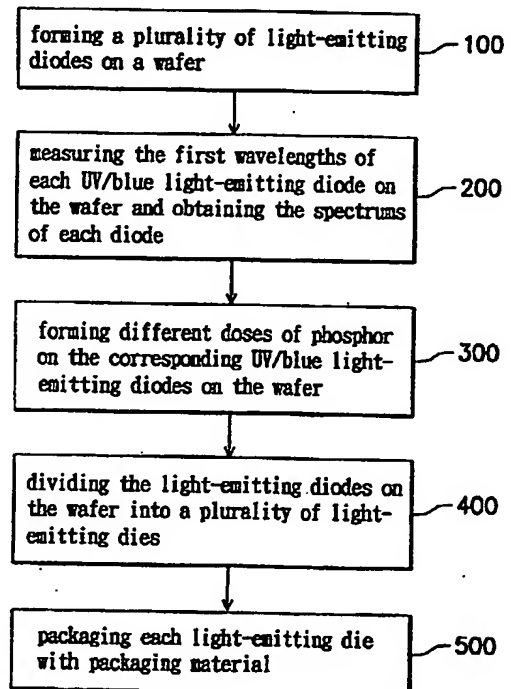 forming a plurality of light-emitting
diodes on a wafer
100
measuring the first wavelengths of
each UV/blue light-emitting diode on
the wafer and obtaining the spectrums
of each diode
200
forming different doses of phosphor
on the corresponding UV/blue light-
emitting diodes on the wafer
300
dividing the light-emitting diodes on
the wafer into a plurality of light-
emitting dies
400
packaging each light-emitting die
with packaging material
500